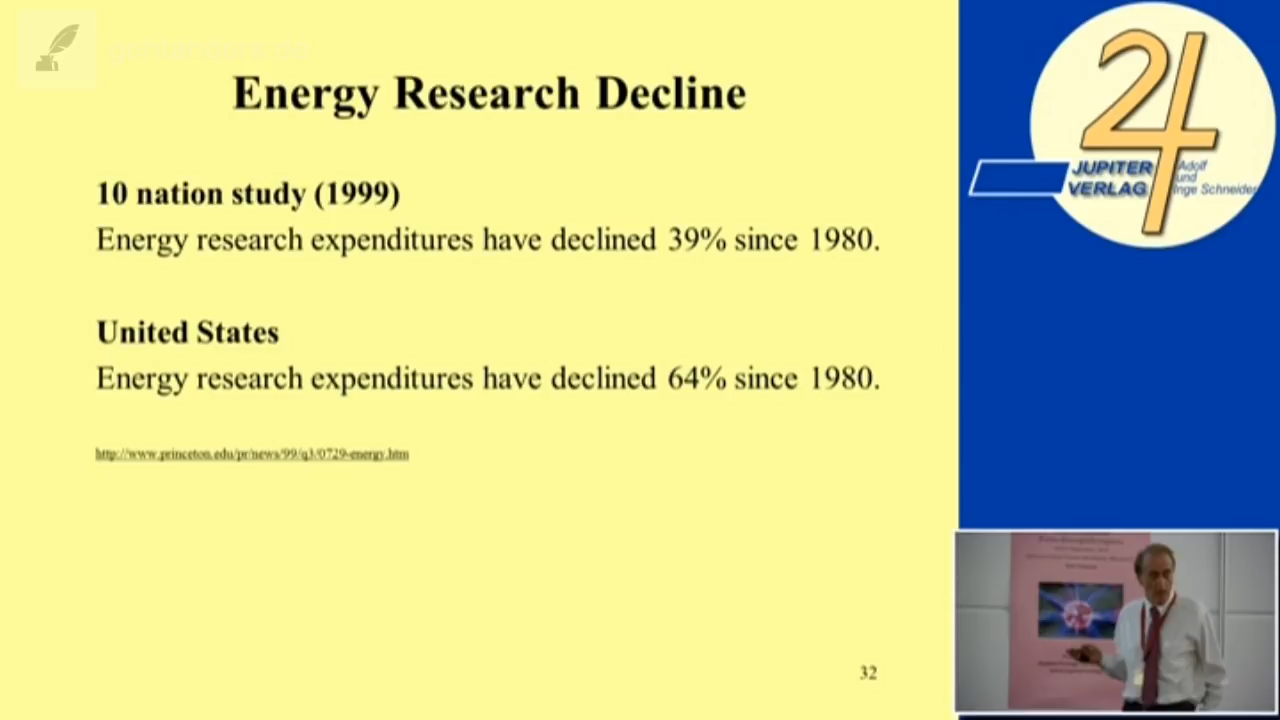 Energy Research Decline
10 nation study (1999)
Energy research expenditures have declined 39% since 1980.
United States
Energy research expenditures have declined 64% since 1980.
http://www.princeton.edu/pr/news/99/q3/0729-energy.htm
32
24
JUPITER
VERLAG
Adolf
und
Inge Schneider